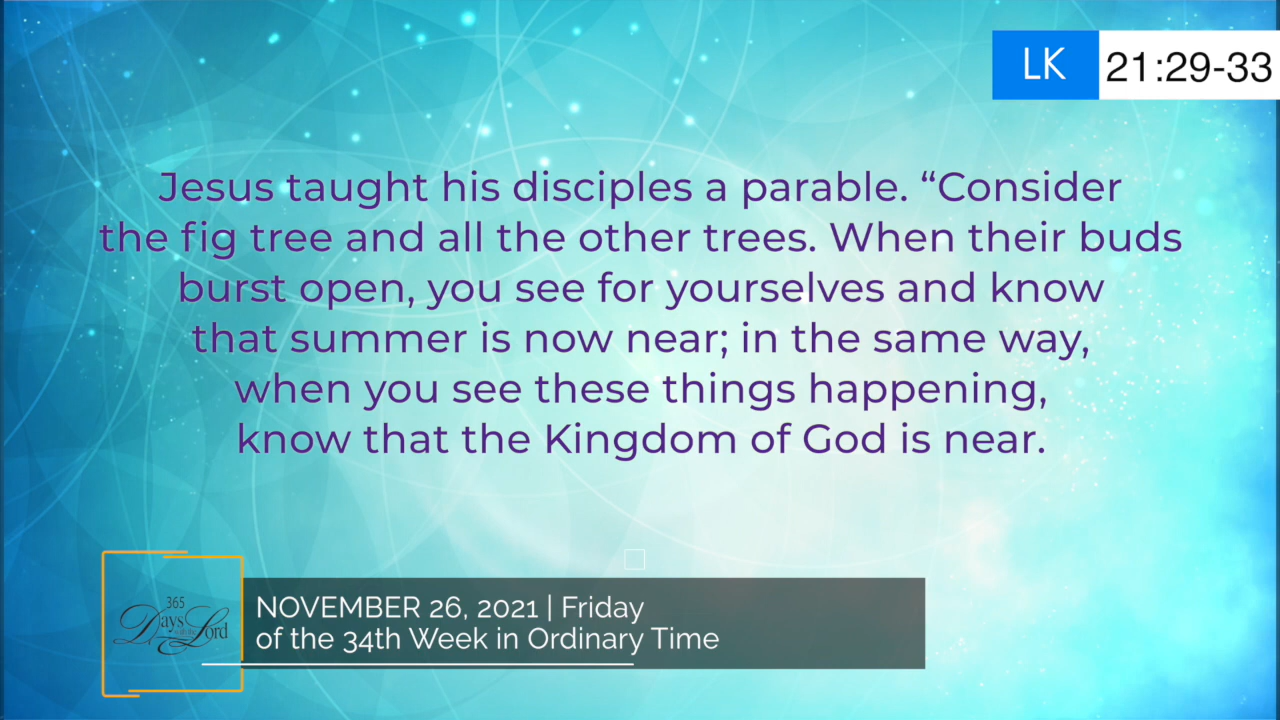 LK 21:29-33
Jesus taught his disciples a parable. “Consider
the fig tree and all the other trees. When their buds
burst open, you see for yourselves and know
that summer is now near; in the same way,
when you see these things happening,
know that the Kingdom of God is near.
365
Days with the Lord
NOVEMBER 26, 2021 | Friday
of the 34th Week in Ordinary Time